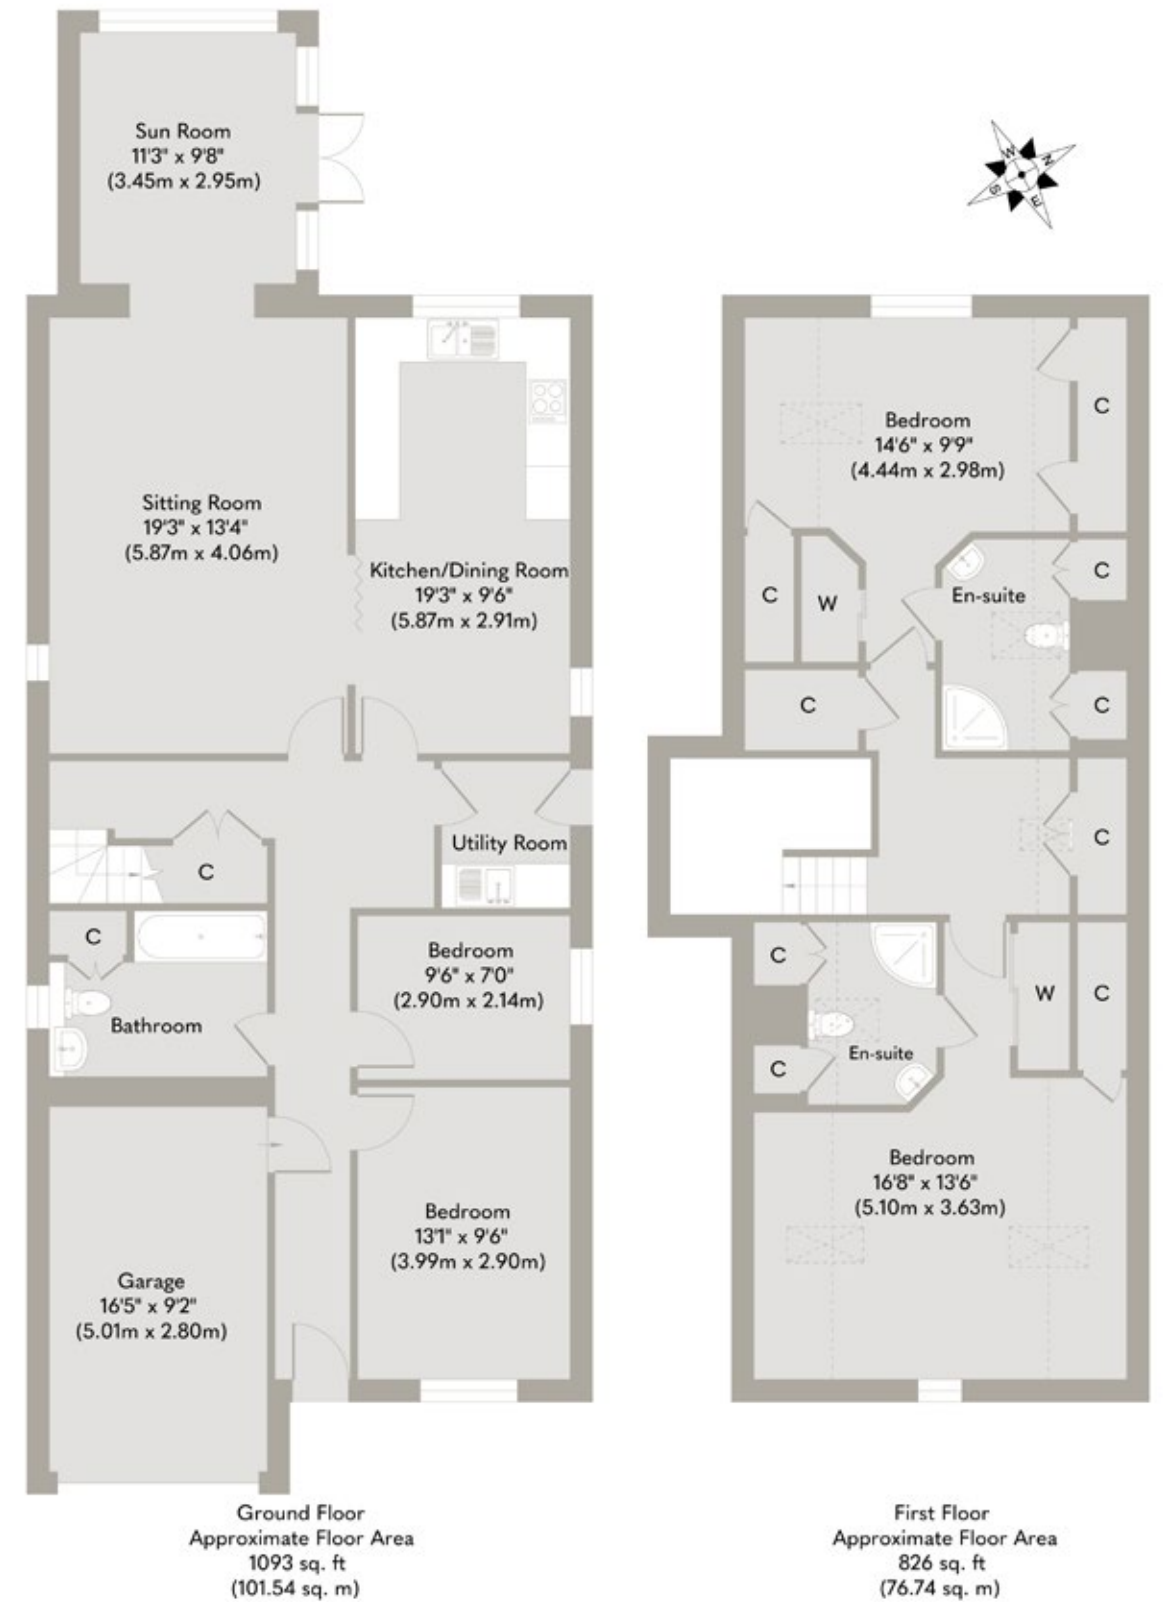 Sun Room
11'3" x 9'8"
(3.45m x 2.95m)
W
N
S
E
Sitting Room
19'3" x 13'4"
(5.87m x 4.06m)
Kitchen/Dining Room
19'3" x 9'6"
(5.87m x 2.91m)
Utility Room
C
C
Bathroom
Bedroom
9'6" x 7'0"
(2.90m x 2.14m)
Bedroom
13'1" x 9'6"
(3.99m x 2.90m)
Garage
16'5" x 9'2"
(5.01m x 2.80m)
Ground Floor
Approximate Floor Area
1093 sq. ft
(101.54 sq. m)
Bedroom
14'6" x 9'9"
(4.44m x 2.98m)
C
C
W
En-suite
C
C
C
C
C
C
En-suite
W
C
C
Bedroom
16'8" x 13'6"
(5.10m x 3.63m)
First Floor
Approximate Floor Area
826 sq. ft
(76.74 sq. m)